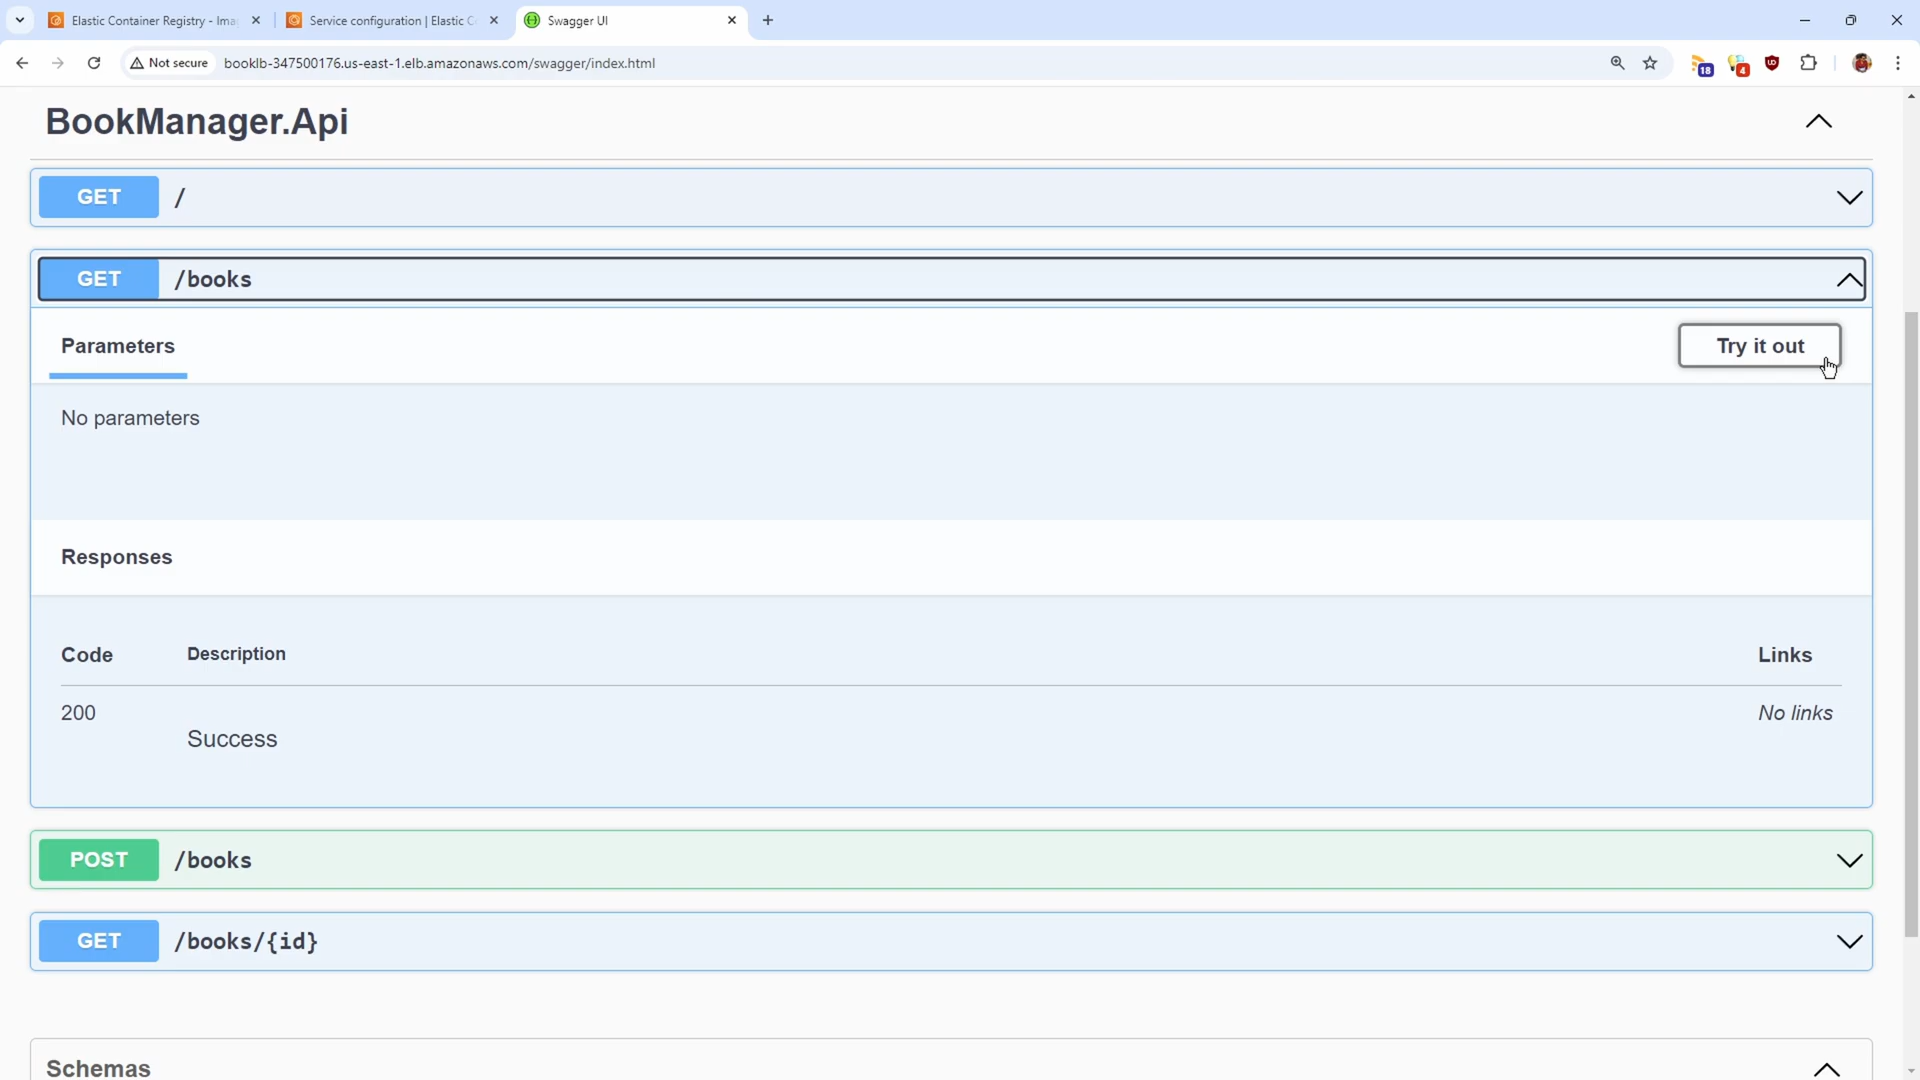 Elastic Container Registry - Ima
Service configuration | Elastic C
Swagger UI
Not secure
booklb-347500176.us-east-1.elb.amazonaws.com/swagger/index.html
18
4
BookManager.Api
GET /
GET /books
Parameters
Try it out
No parameters
Responses
Code Description Links
200 No links
Success
POST /books
GET /books/{id}
Schemas